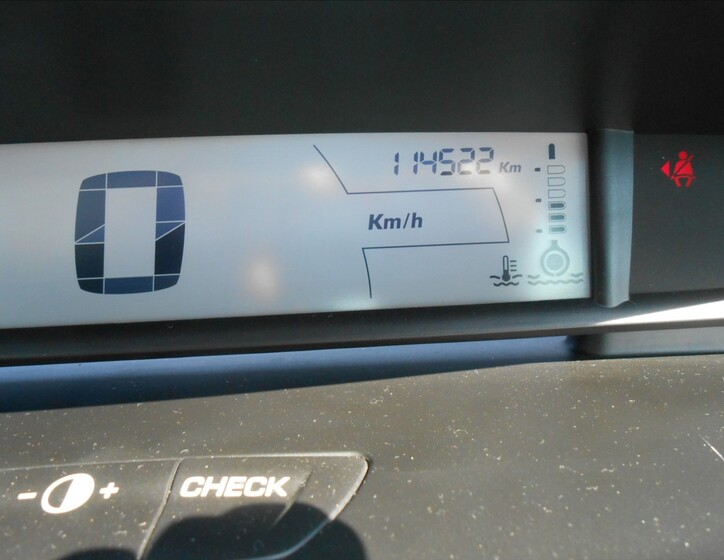 114522 Km
0
Km/h
- +
CHECK